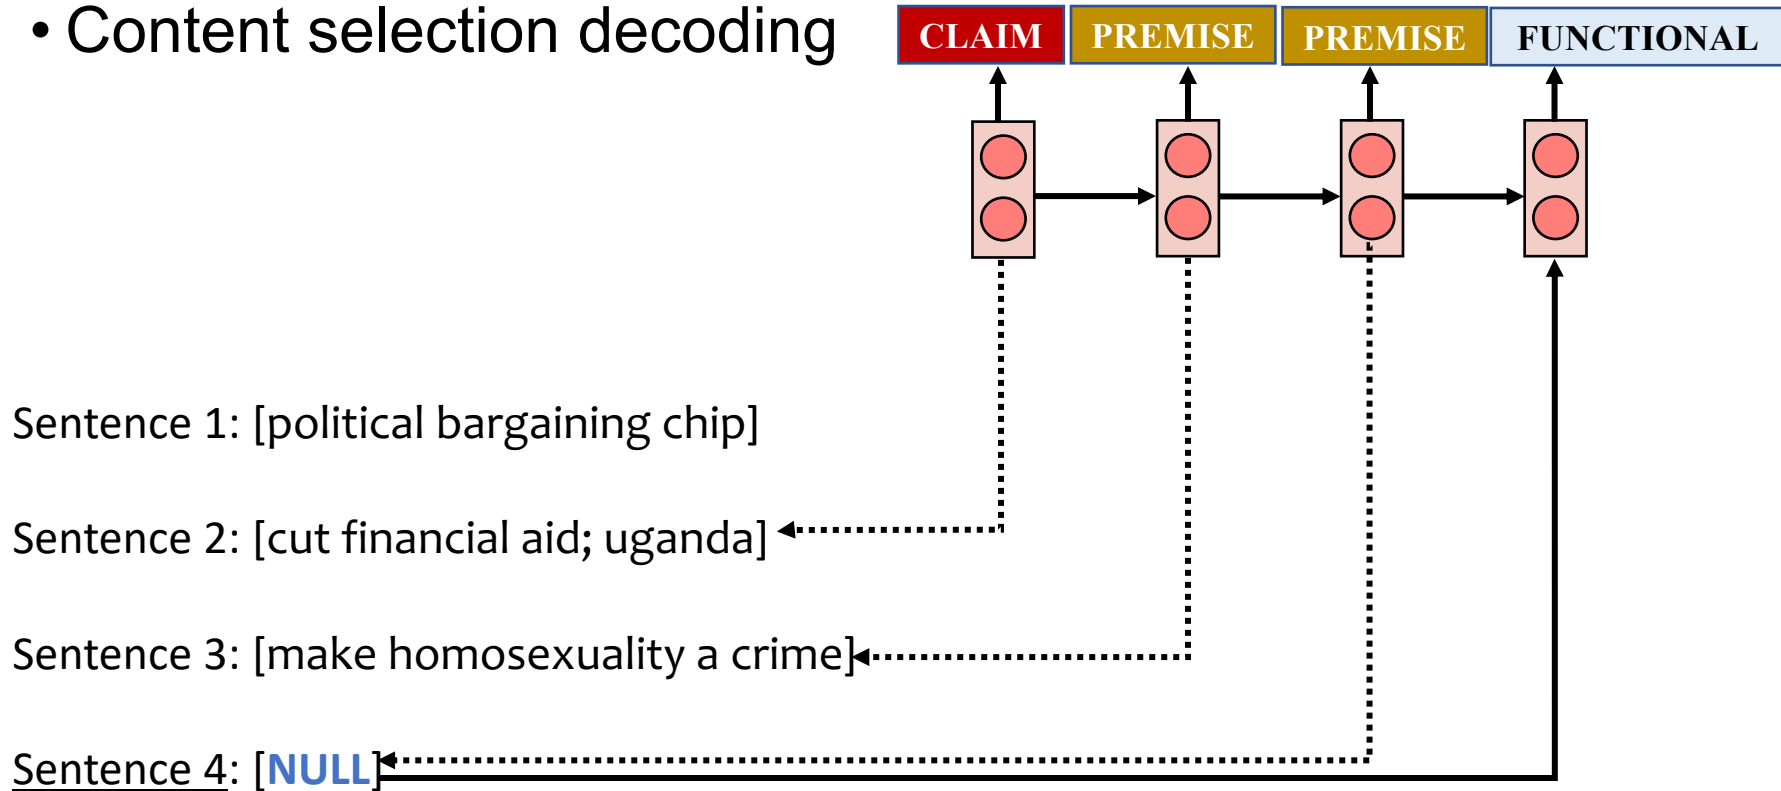 • Content selection decoding
CLAIM PREMISE PREMISE FUNCTIONAL
Sentence 1: [political bargaining chip]
Sentence 2: [cut financial aid; uganda]
Sentence 3: [make homosexuality a crime]
Sentence 4: [NULL]